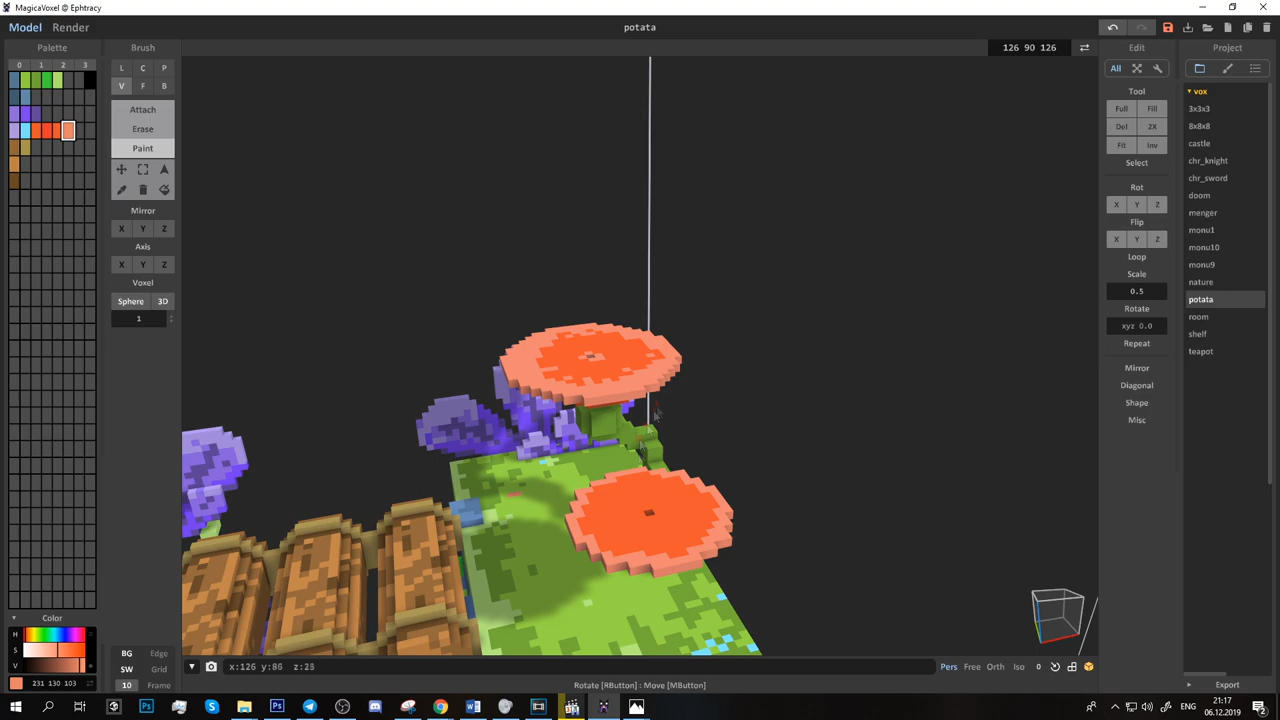 MagicaVoxel @ Ephtracy
Model Render
potata
Palette
0 1 2 3
Brush
L C P
V F B
Attach
Erase
Paint
Mirror
X Y Z
Axis
X Y Z
Voxel
Sphere 3D
1
126 90 126
Edit
All
Tool
Full Fill
Del 2X
Fit Inv
Select
Rot
X Y Z
Flip
X Y Z
Loop
Scale
0.5
Rotate
xyz 0.0
Repeat
Mirror
Diagonal
Shape
Misc
Project
vox
3x3x3
8x8x8
castle
chr_knight
chr_sword
doom
menger
monu1
monu10
monu9
nature
potata
room
shelf
teapot
Export
Color
H
S
V
231 130 103
BG Edge
SW Grid
10 Frame
x:126 y:86 z:25
Pers Free Orth Iso 0
Rotate [RButton] : Move [MButton]
ENG
21:17
06.12.2019
2